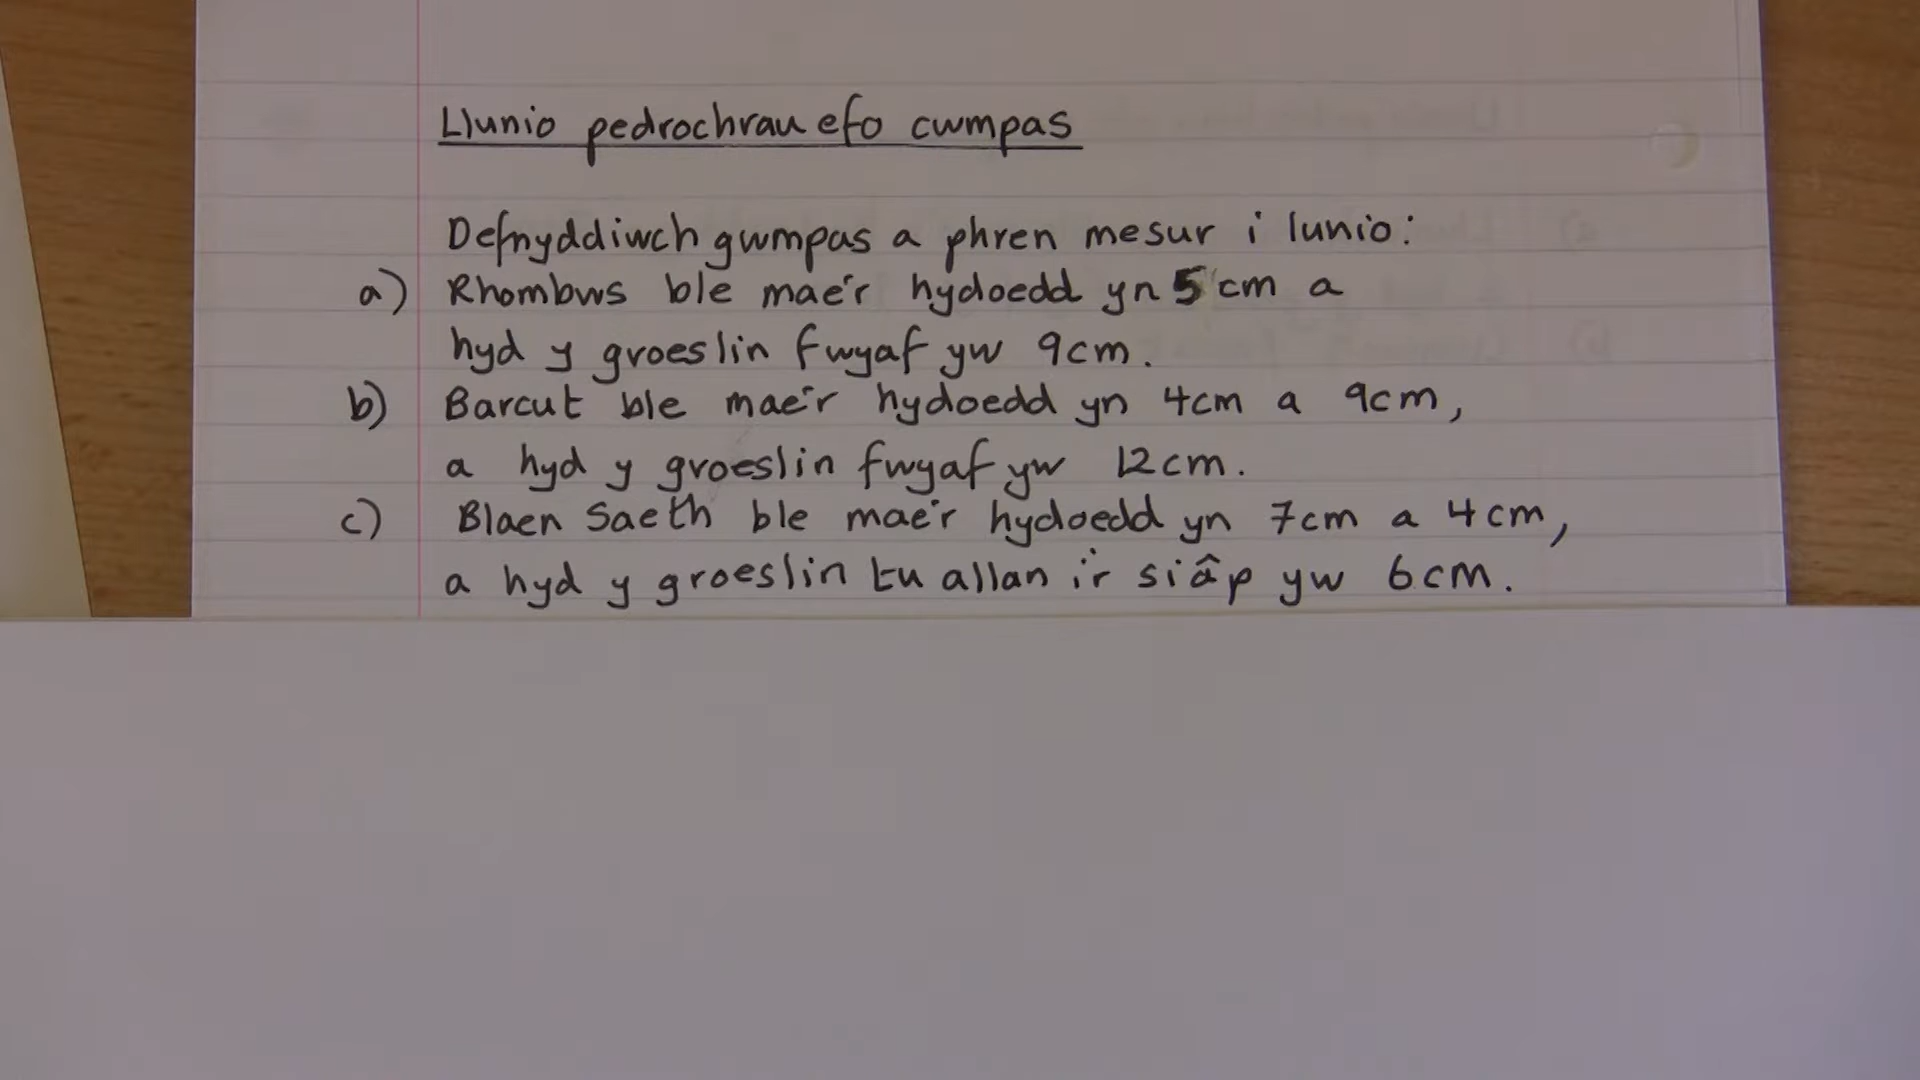 Llunio pedrochrau efo cwmpas
Defnyddiwch gwmpas a phren mesur i lunio:
a) Rhombws ble mae'r hydoedd yn 5 cm a
hyd y groeslin fwyaf yw 9cm.
b) Barcut ble mae'r hydoedd yn 4cm a 9cm,
a hyd y groeslin fwyaf yw 12cm.
c) Blaen Saeth ble mae'r hydoedd yn 7cm a 4cm,
a hyd y groeslin tu allan i'r siâp yw 6cm.